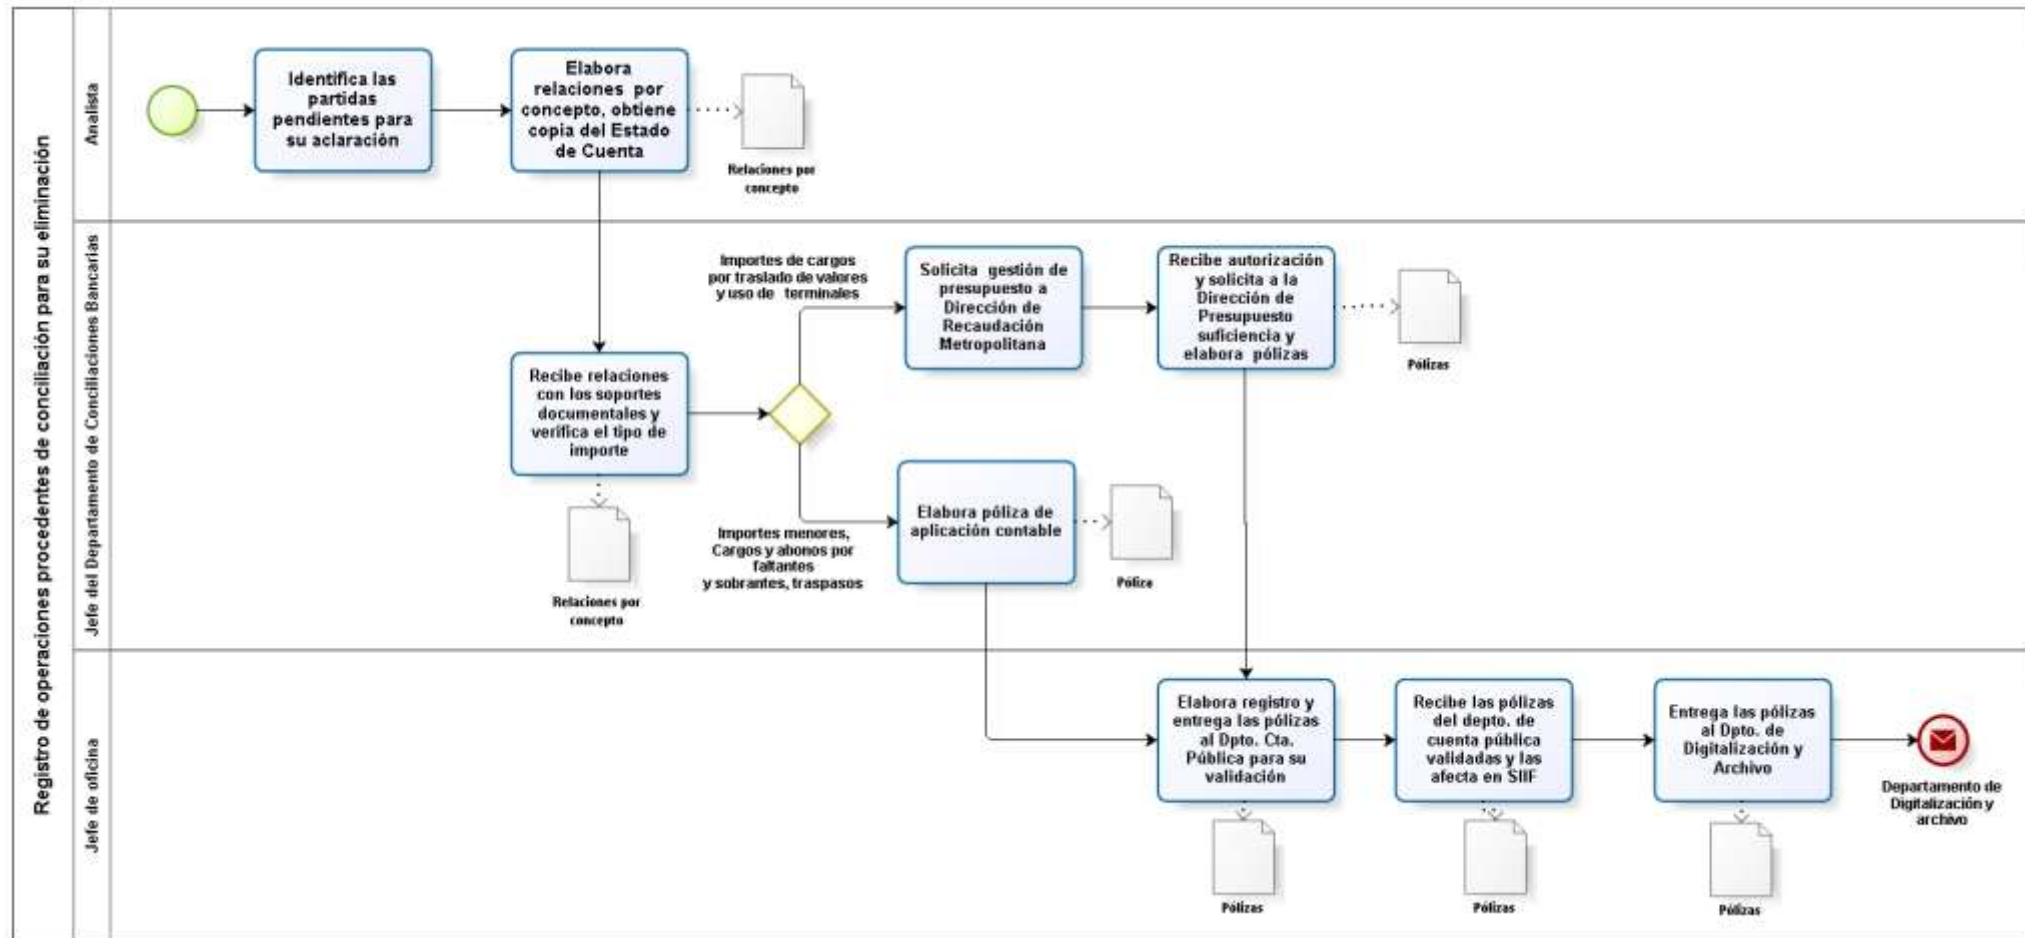 Registro de operaciones procedentes de conciliación para su eliminación
Analista
Identifica las
partidas
pendientes para
su aclaración
Elabora
relaciones por
concepto, obtiene
copia del Estado
de Cuenta
Relaciones por
concepto
Jefe del Departamento de Conciliaciones Bancarias
Recibe relaciones
con los soportes
documentales y
verifica el tipo de
importe
Relaciones por
concepto
Importes de cargos
por traslado de valores
y uso de terminales
Solicita gestión de
presupuesto a
Dirección de
Recaudación
Metropolitana
Recibe autorización
y solicita a la
Dirección de
Presupuesto
suficiencia y
elabora pólizas
Pólizas
Importes menores,
Cargos y abonos por
faltantes
y sobrantes, traspasos
Elabora póliza de
aplicación contable
Póliza
Jefe de oficina
Elabora registro y
entrega las pólizas
al Dpto. Cta.
Pública para su
validación
Pólizas
Recibe las pólizas
del depto. de
cuenta pública
validadas y las
afecta en SIIF
Pólizas
Entrega las pólizas
al Dpto. de
Digitalización y
Archivo
Pólizas
Departamento de
Digitalización y
archivo